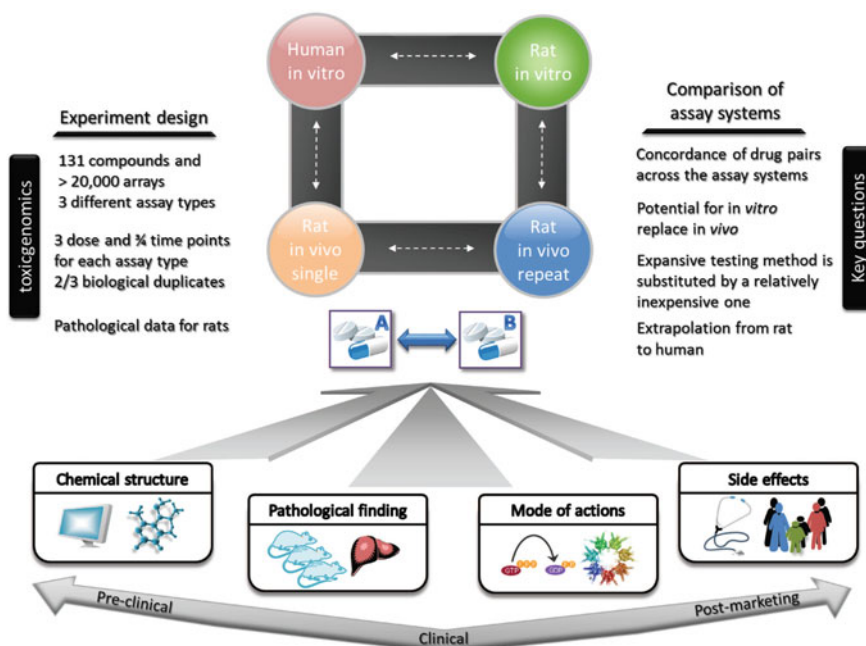 Human
in vitro
Rat
in vitro
Rat
in vivo
single
Rat
in vivo
repeat
toxicgenomics
Experiment design
131 compounds and
> 20,000 arrays
3 different assay types
3 dose and ¾ time points
for each assay type
2/3 biological duplicates
Pathological data for rats
Comparison of
assay systems
Concordance of drug pairs
across the assay systems
Potential for in vitro
replace in vivo
Expansive testing method is
substituted by a relatively
inexpensive one
Extrapolation from rat
to human
Key questions
A
B
Chemical structure
Pathological finding
Mode of actions
GTP
GDP
Side effects
Pre-clinical
Clinical
Post-marketing